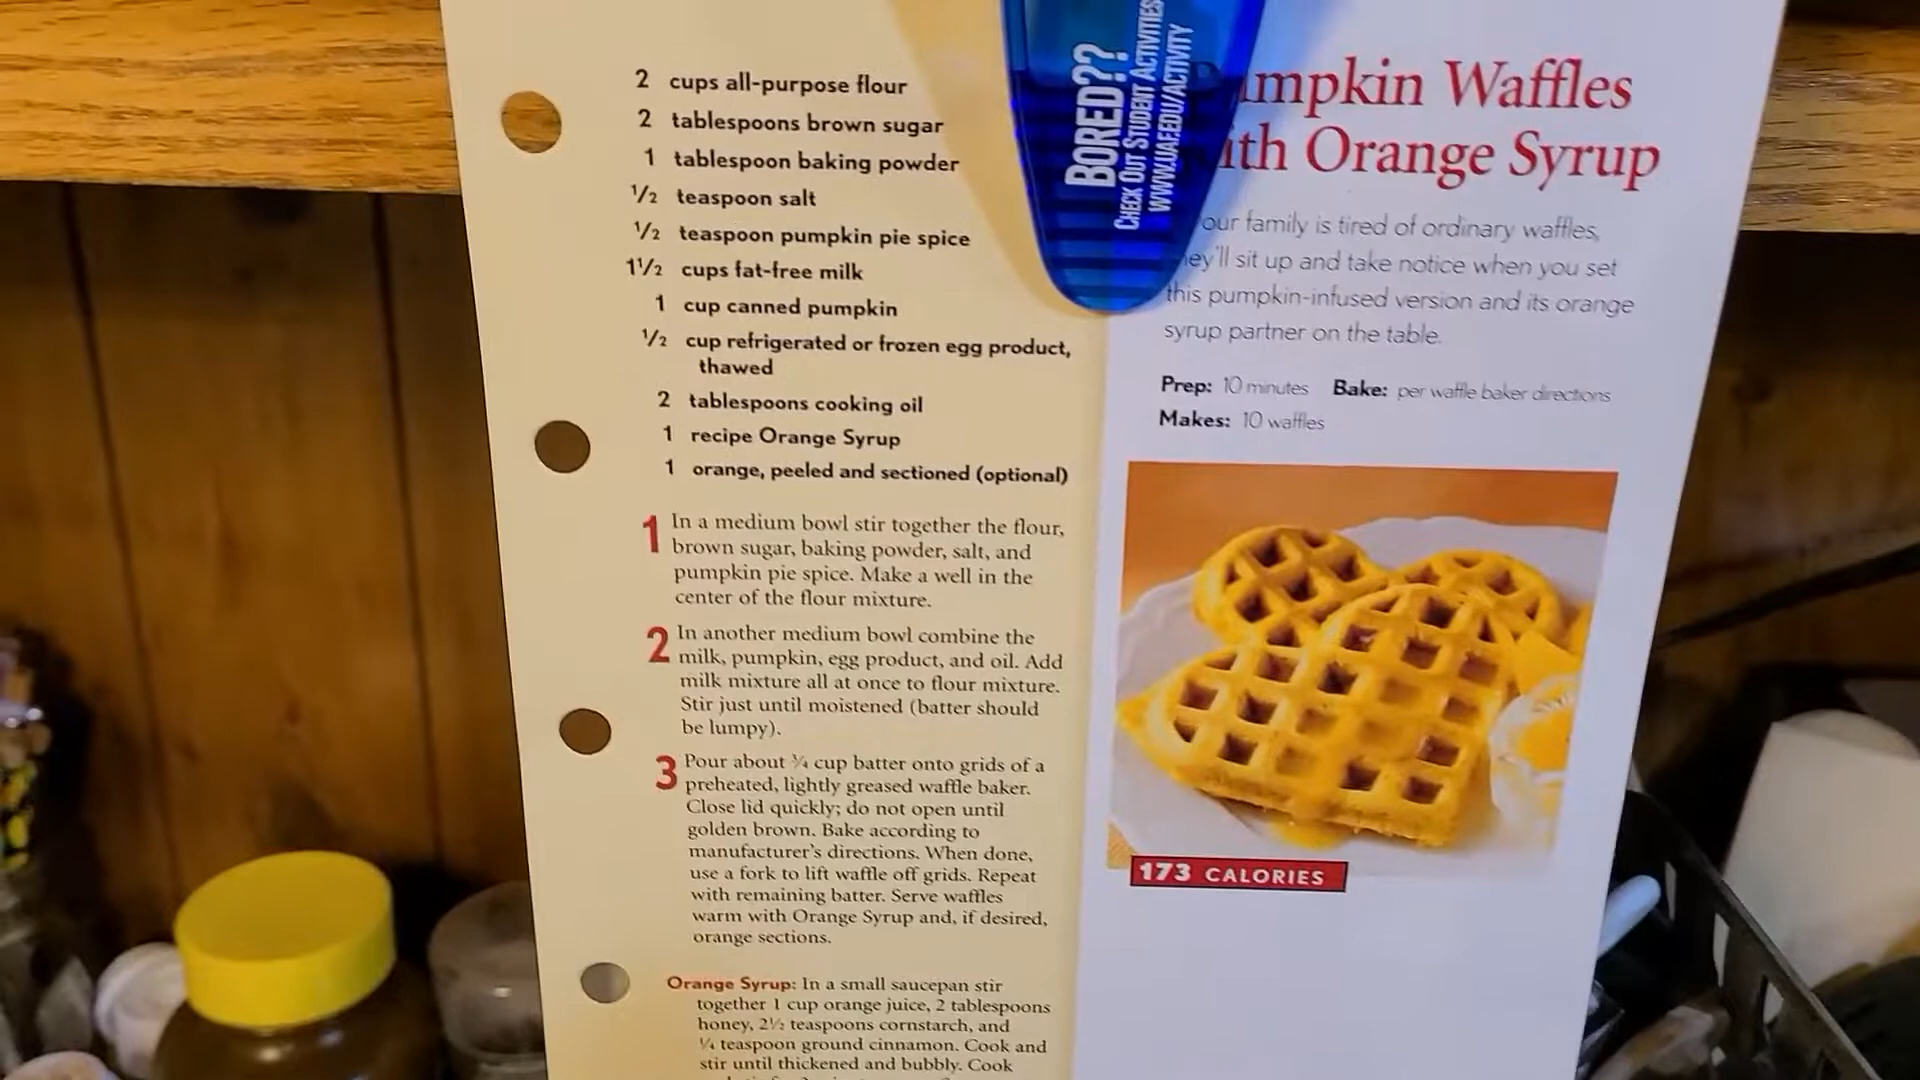 2 cups all-purpose flour
2 tablespoons brown sugar
1 tablespoon baking powder
1/2 teaspoon salt
1/2 teaspoon pumpkin pie spice
1 1/2 cups fat-free milk
1 cup canned pumpkin
1/2 cup refrigerated or frozen egg product,
thawed
2 tablespoons cooking oil
1 recipe Orange Syrup
1 orange, peeled and sectioned (optional)
1 In a medium bowl stir together the flour,
brown sugar, baking powder, salt, and
pumpkin pie spice. Make a well in the
center of the flour mixture.
2 In another medium bowl combine the
milk, pumpkin, egg product, and oil. Add
milk mixture all at once to flour mixture.
Stir just until moistened (batter should
be lumpy).
3 Pour about 3/4 cup batter onto grids of a
preheated, lightly greased waffle baker.
Close lid quickly; do not open until
golden brown. Bake according to
manufacturer's directions. When done,
use a fork to lift waffle off grids. Repeat
with remaining batter. Serve waffles
warm with Orange Syrup and, if desired,
orange sections.
Orange Syrup: In a small saucepan stir
together 1 cup orange juice, 2 tablespoons
honey, 2 1/2 teaspoons cornstarch, and
1/4 teaspoon ground cinnamon. Cook and
stir until thickened and bubbly. Cook
BORED??
CHECK OUT STUDENT ACTIVITIES
WWW.UAF.EDU/ACTIVITY
Pumpkin Waffles
ith Orange Syrup
our family is tired of ordinary waffles,
hey'll sit up and take notice when you set
this pumpkin-infused version and its orange
syrup partner on the table.
Prep: 10 minutes Bake: per waffle baker directions
Makes: 10 waffles
173 CALORIES